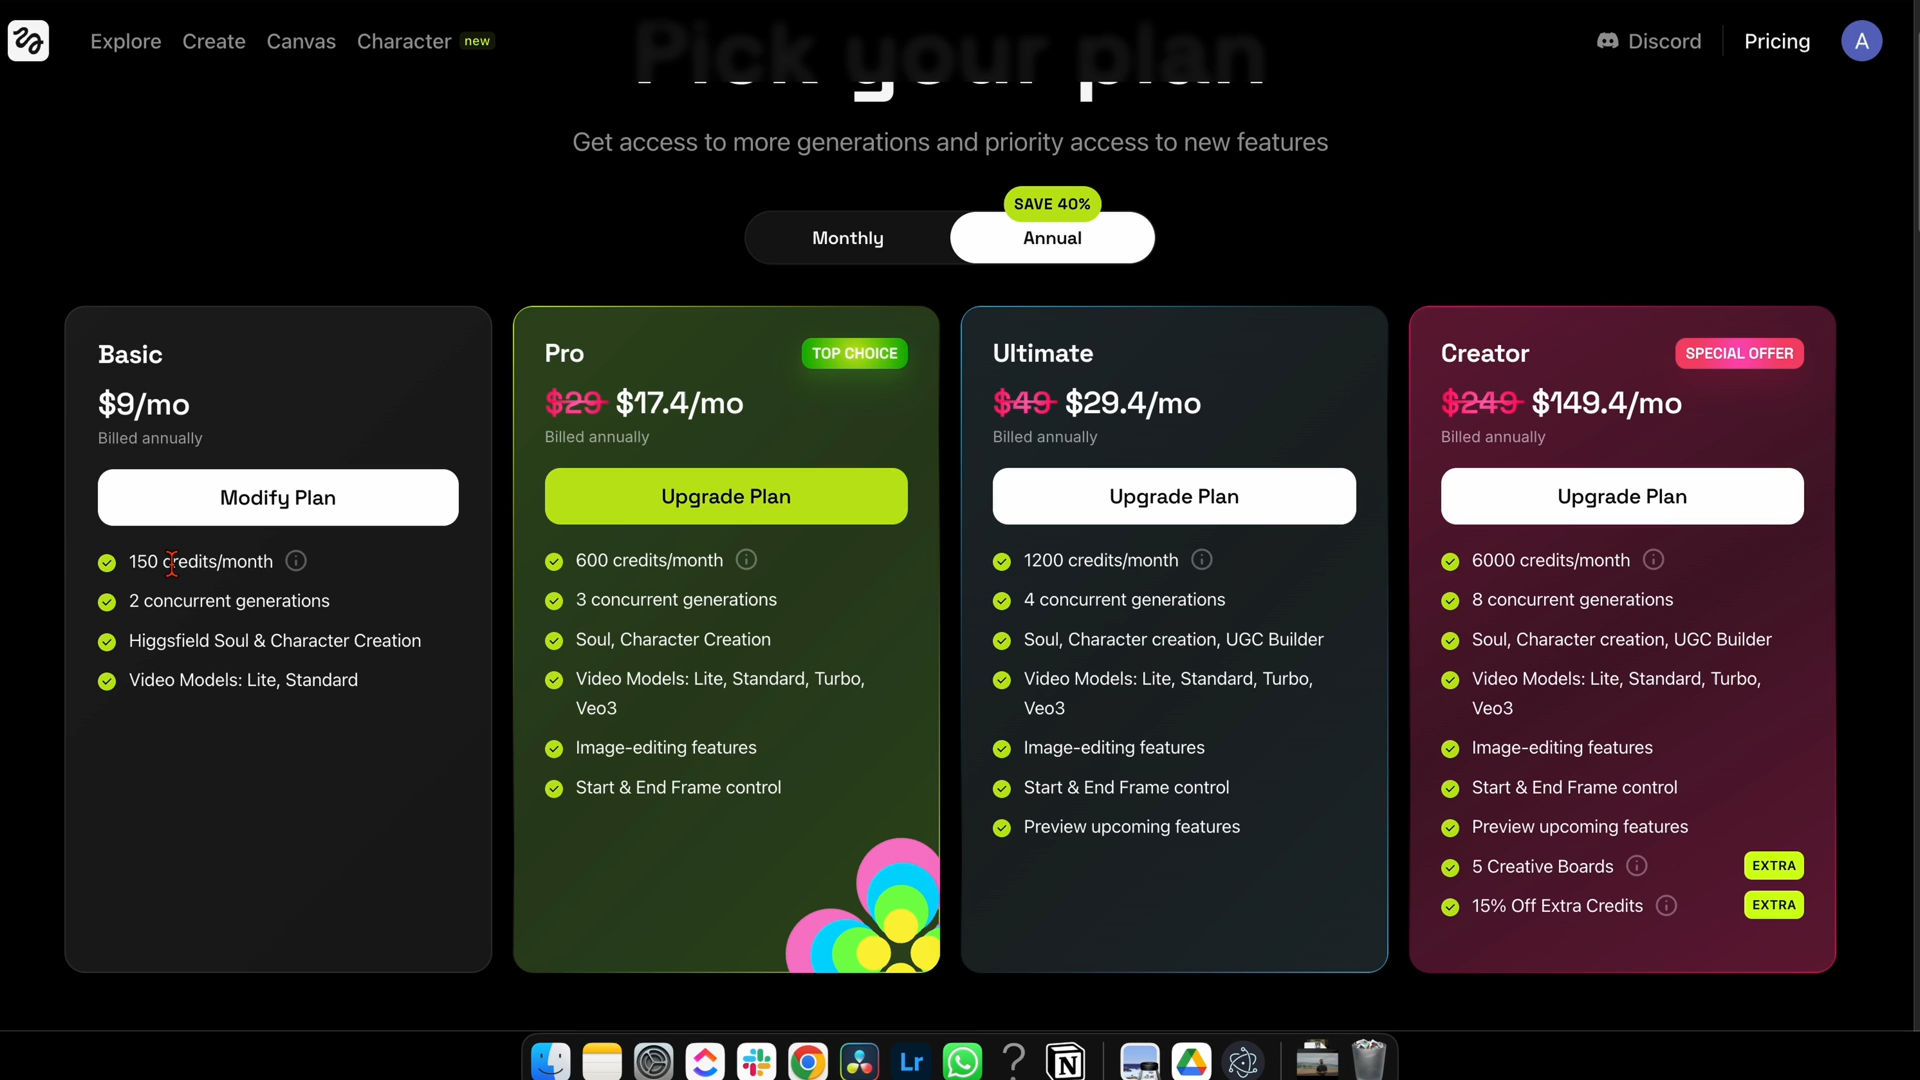 Explore Create Canvas Character new
Discord Pricing A
Pick your plan
Get access to more generations and priority access to new features
SAVE 40%
Monthly Annual
Basic
$9/mo
Billed annually
Modify Plan
150 credits/month
2 concurrent generations
Higgsfield Soul & Character Creation
Video Models: Lite, Standard
Pro TOP CHOICE
$29 $17.4/mo
Billed annually
Upgrade Plan
600 credits/month
3 concurrent generations
Soul, Character Creation
Video Models: Lite, Standard, Turbo,
Veo3
Image-editing features
Start & End Frame control
Ultimate
$49 $29.4/mo
Billed annually
Upgrade Plan
1200 credits/month
4 concurrent generations
Soul, Character creation, UGC Builder
Video Models: Lite, Standard, Turbo,
Veo3
Image-editing features
Start & End Frame control
Preview upcoming features
Creator SPECIAL OFFER
$249 $149.4/mo
Billed annually
Upgrade Plan
6000 credits/month
8 concurrent generations
Soul, Character creation, UGC Builder
Video Models: Lite, Standard, Turbo,
Veo3
Image-editing features
Start & End Frame control
Preview upcoming features
5 Creative Boards EXTRA
15% Off Extra Credits EXTRA
Lr ? N